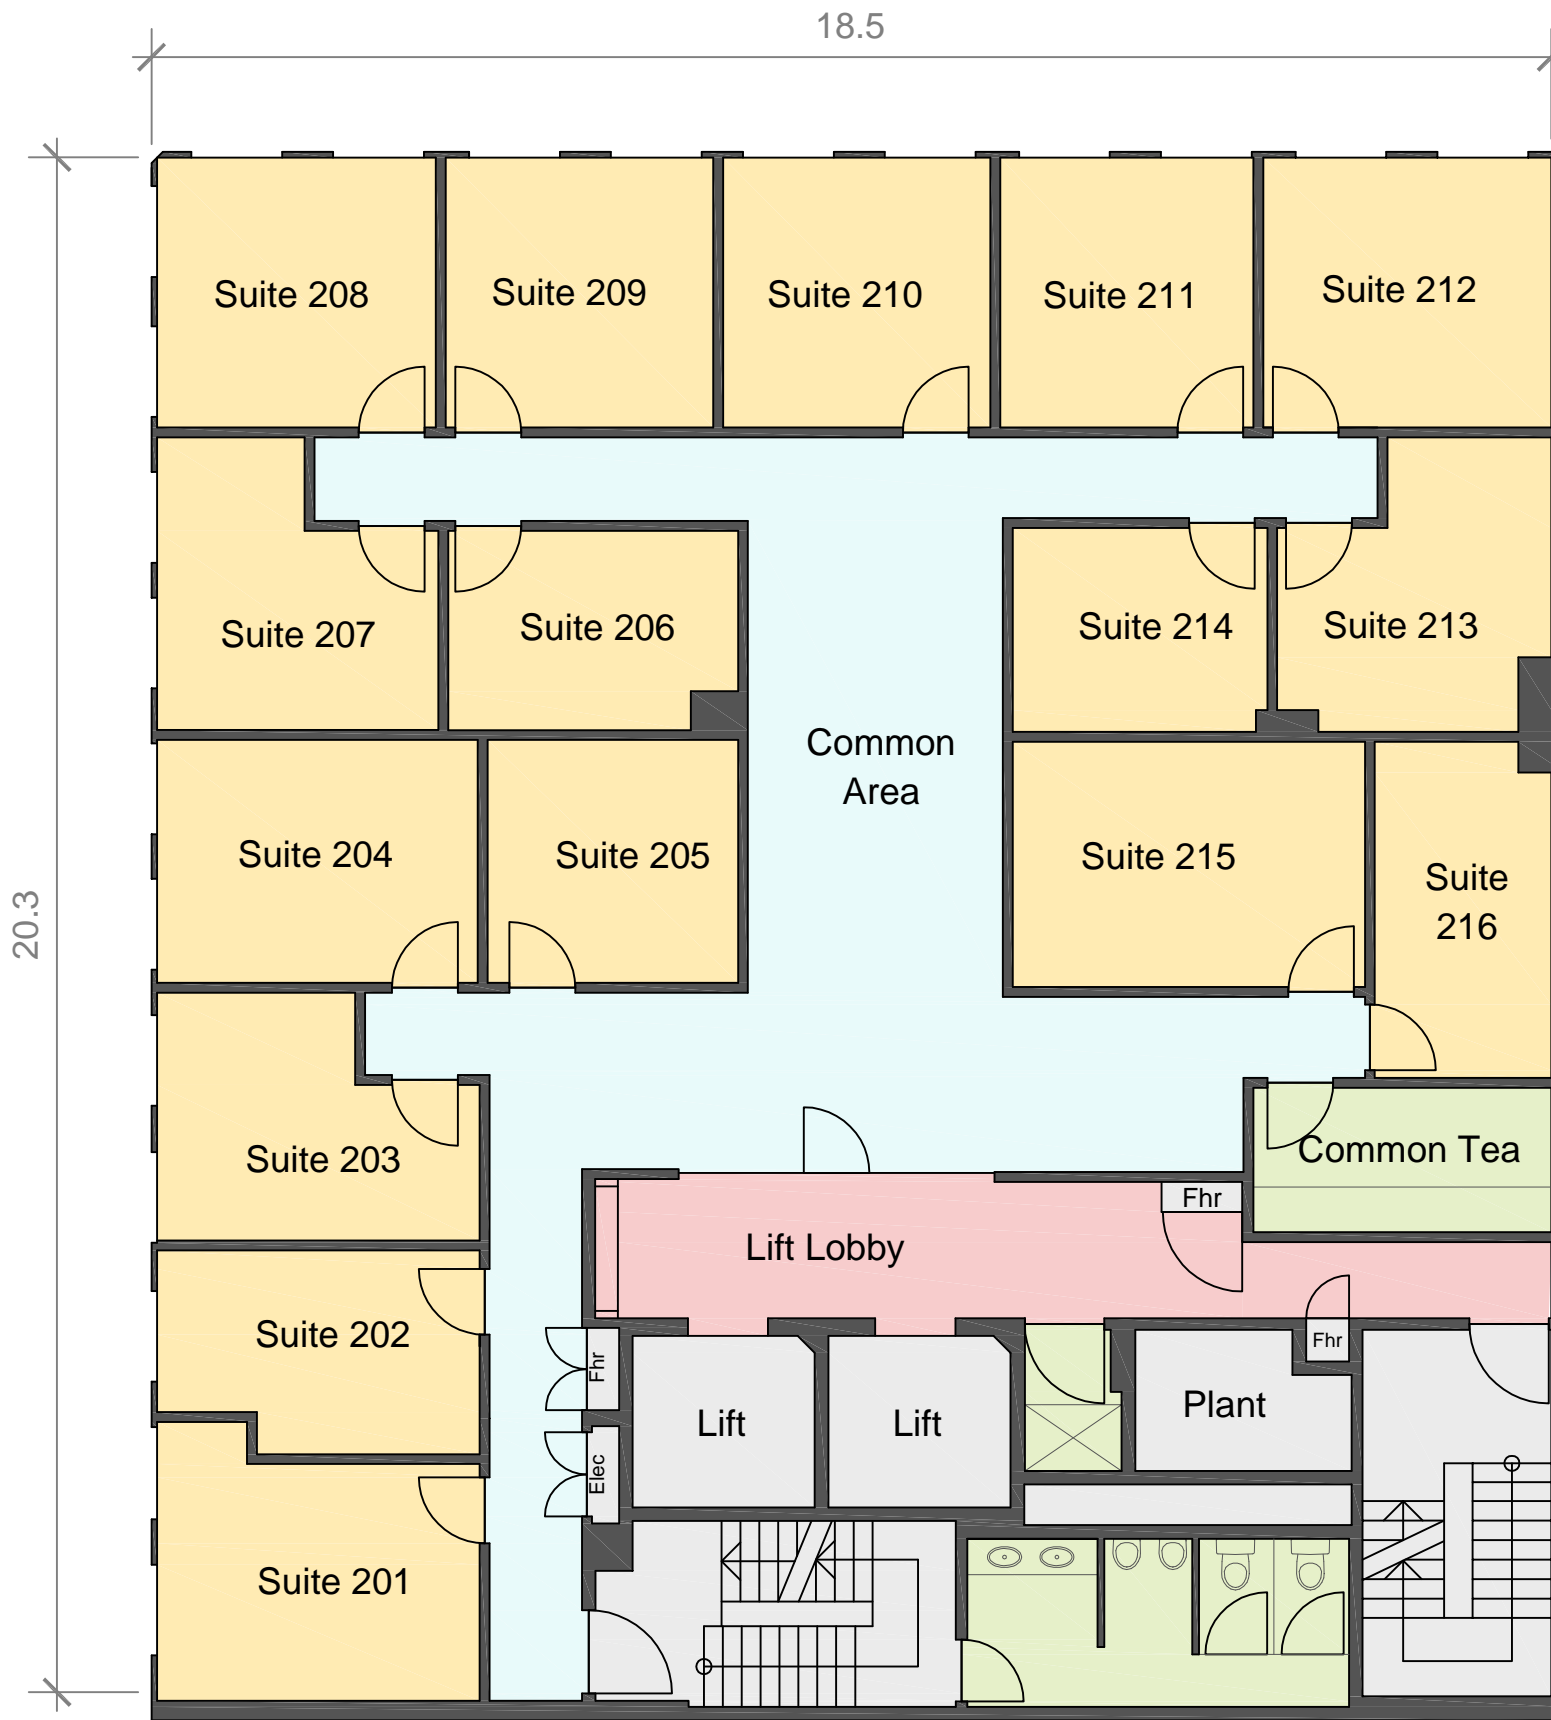 18.5
Suite 208
Suite 209
Suite 210
Suite 211
Suite 212
Suite 207
Suite 206
Suite 214
Suite 213
Common
Area
Suite 204
Suite 205
Suite 215
Suite
216
20.3
Suite 203
Common Tea
Fhr
Lift Lobby
Suite 202
Fhr
Fhr
Lift
Lift
Plant
Elec
Suite 201